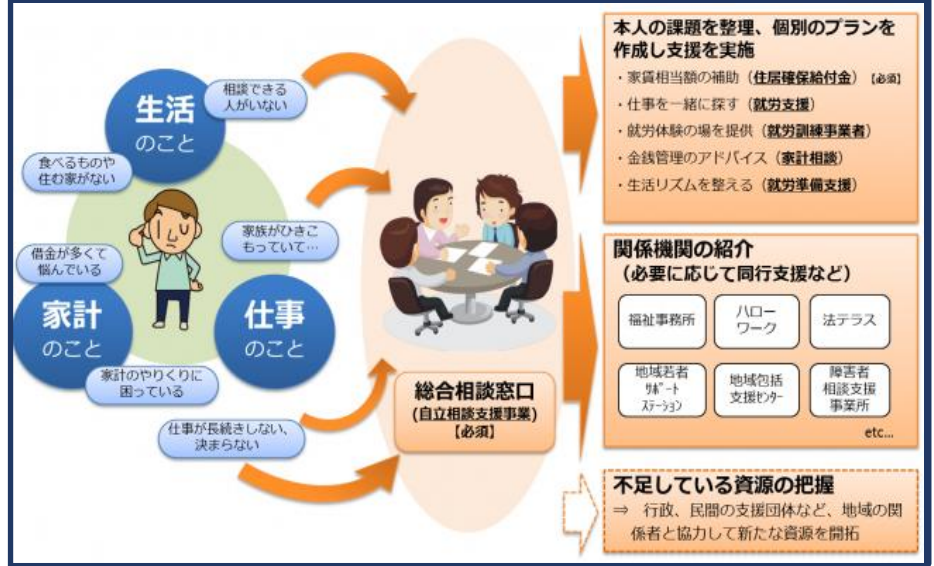 生活
のこと
相談できる
人がいない
食べるものや
住む家がない
家族がひきこ
もっていて…
借金が多くて
悩んでいる
家計
のこと
仕事
のこと
家計のやりくりに
困っている
仕事が長続きしない、
決まらない
総合相談窓口
(自立相談支援事業)
【必須】
本人の課題を整理、個別のプランを
作成し支援を実施
・家賃相当額の補助（住居確保給付金）【必須】
・仕事を一緒に探す（就労支援）
・就労体験の場を提供（就労訓練事業者）
・金銭管理のアドバイス（家計相談）
・生活リズムを整える（就労準備支援）
関係機関の紹介
（必要に応じて同行支援など）
福祉事務所
ハロー
ワーク
法テラス
地域若者
ｻﾎﾟｰﾄ
ｽﾃｰｼｮﾝ
地域包括
支援ｾﾝﾀｰ
障害者
相談支援
事業所
etc…
不足している資源の把握
⇒ 行政、民間の支援団体など、地域の関
係者と協力して新たな資源を開拓